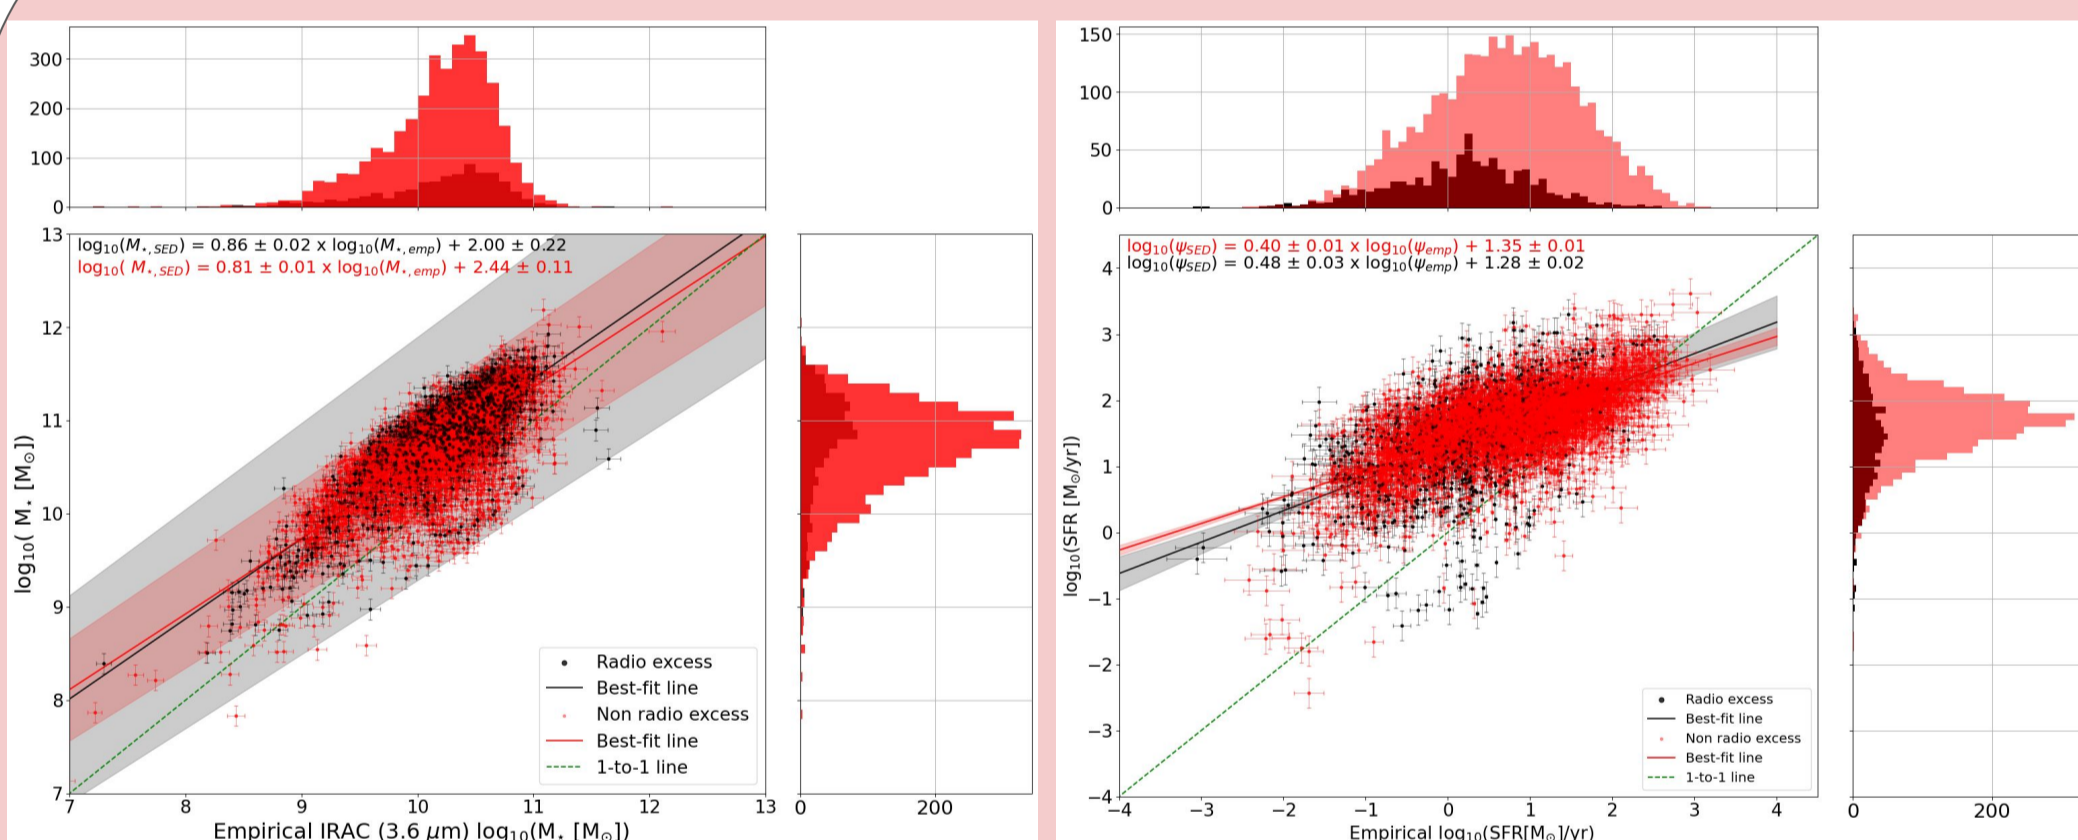 300
200
100
0
log₁₀(M⋆,SED) = 0.86 ± 0.02 x log₁₀(M⋆,emp) + 2.00 ± 0.22
log₁₀( M⋆,SED) = 0.81 ± 0.01 x log₁₀(M⋆,emp) + 2.44 ± 0.11
13
12
11
10
9
8
7
log₁₀( M⋆ [M⊙])
Radio excess
Best-fit line
Non radio excess
Best-fit line
1-to-1 line
7 8 9 10 11 12 13
Empirical IRAC (3.6 μm) log₁₀(M⋆ [M⊙])
0 200
150
100
50
0
log₁₀(ψSED) = 0.40 ± 0.01 x log₁₀(ψemp) + 1.35 ± 0.01
log₁₀(ψSED) = 0.48 ± 0.03 x log₁₀(ψemp) + 1.28 ± 0.02
4
3
2
1
0
−1
−2
−3
−4
log₁₀(SFR [M⊙/yr])
Radio excess
Best-fit line
Non radio excess
Best-fit line
1-to-1 line
−4 −3 −2 −1 0 1 2 3 4
Empirical log₁₀(SFR[M⊙]/yr)
0 200